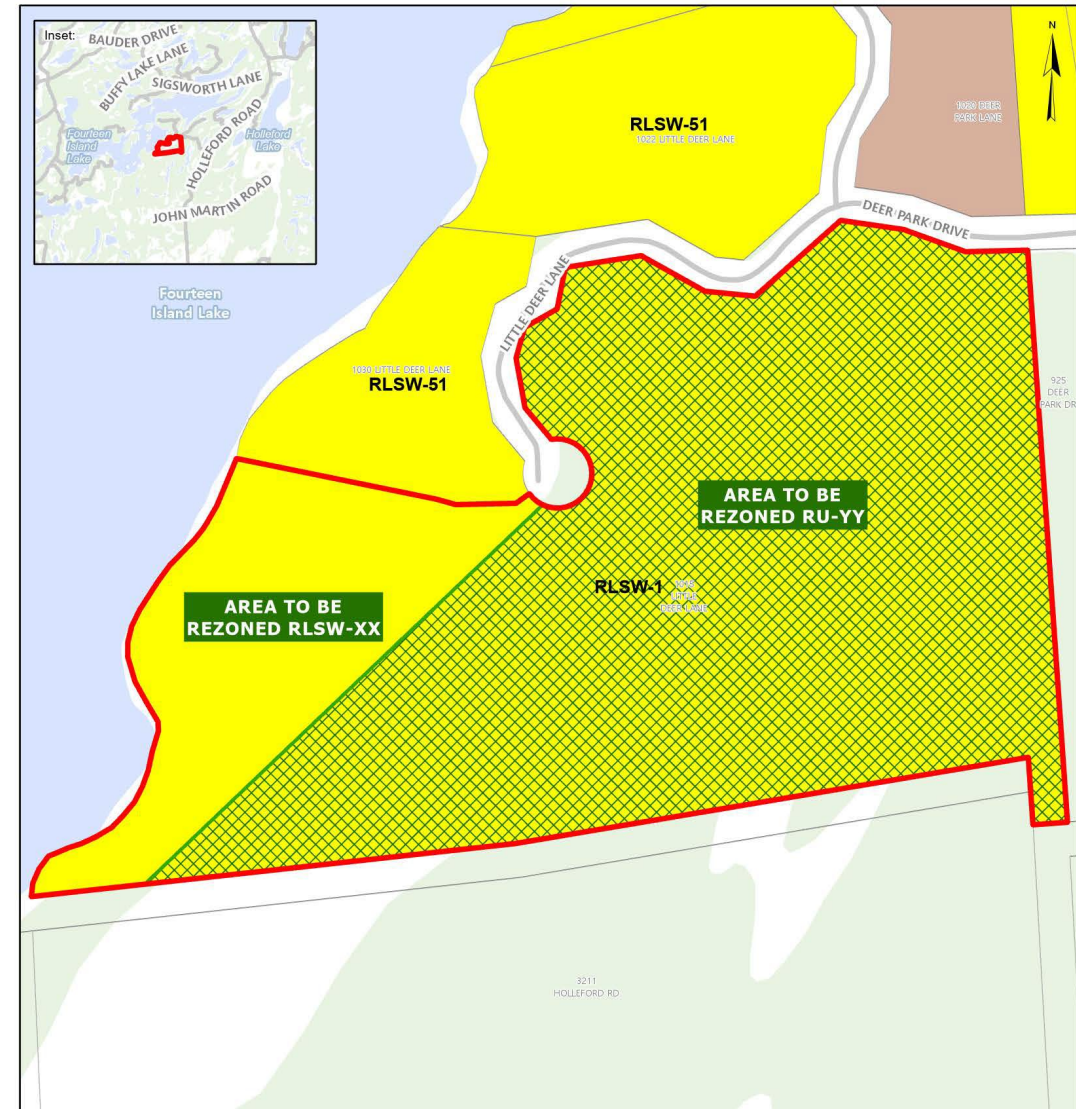 Inset:
BAUDER DRIVE
BUFFY LAKE LANE
SIGSWORTH LANE
HOLLEFORD ROAD
Fourteen
Island
Lake
Holleford
Lake
JOHN MARTIN ROAD
N
1020 DEER
PARK LANE
RLSW-51
1022 LITTLE DEER LANE
DEER PARK DRIVE
LITTLE DEER LANE
Fourteen
Island Lake
1030 LITTLE DEER LANE
RLSW-51
925
DEER
PARK DR
AREA TO BE
REZONED RU-YY
RLSW-1
LITTLE
DEER LANE
AREA TO BE
REZONED RLSW-XX
3211
HOLLEFORD RD